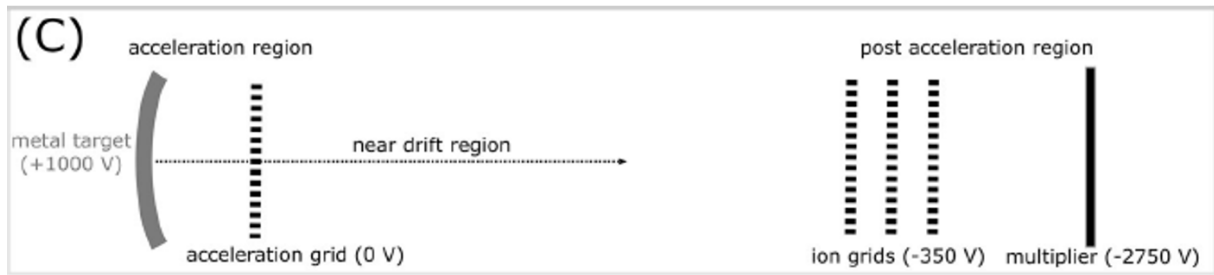 (C)
acceleration region
post acceleration region
metal target
(+1000 V)
near drift region
acceleration grid (0 V)
ion grids (-350 V)
multiplier (-2750 V)